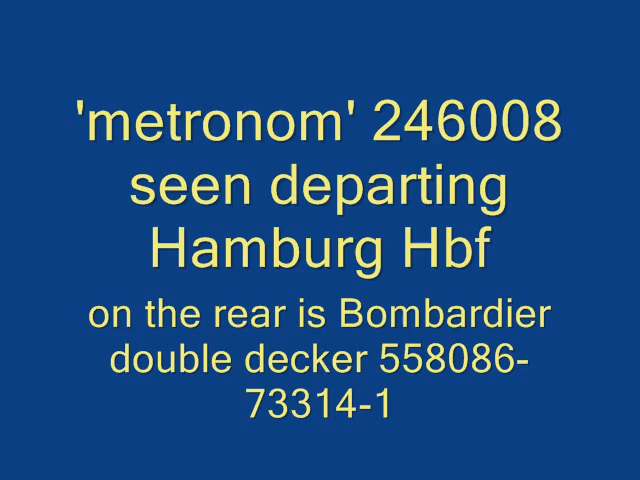 'metronom' 246008
seen departing
Hamburg Hbf
on the rear is Bombardier
double decker 558086-
73314-1